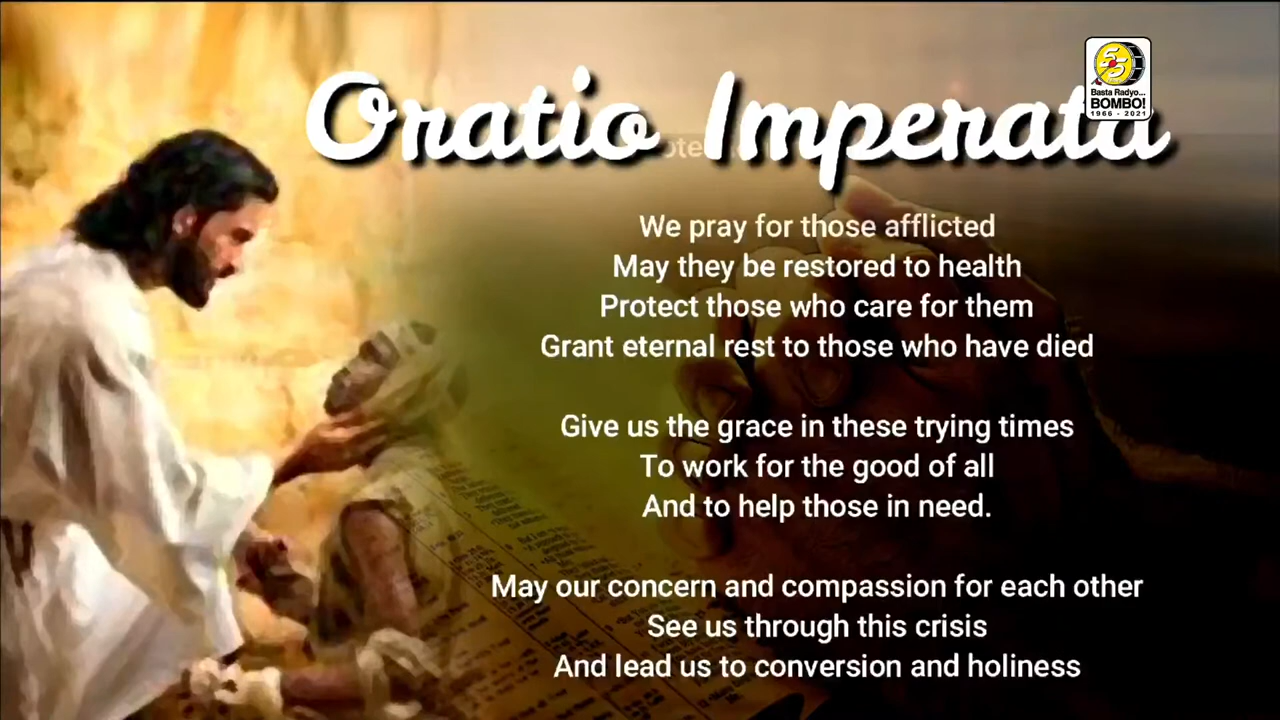 Oratio Imperata
55
Basta Radyo...
BOMBO!
1966 - 2021
We pray for those afflicted
May they be restored to health
Protect those who care for them
Grant eternal rest to those who have died
Give us the grace in these trying times
To work for the good of all
And to help those in need.
May our concern and compassion for each other
See us through this crisis
And lead us to conversion and holiness